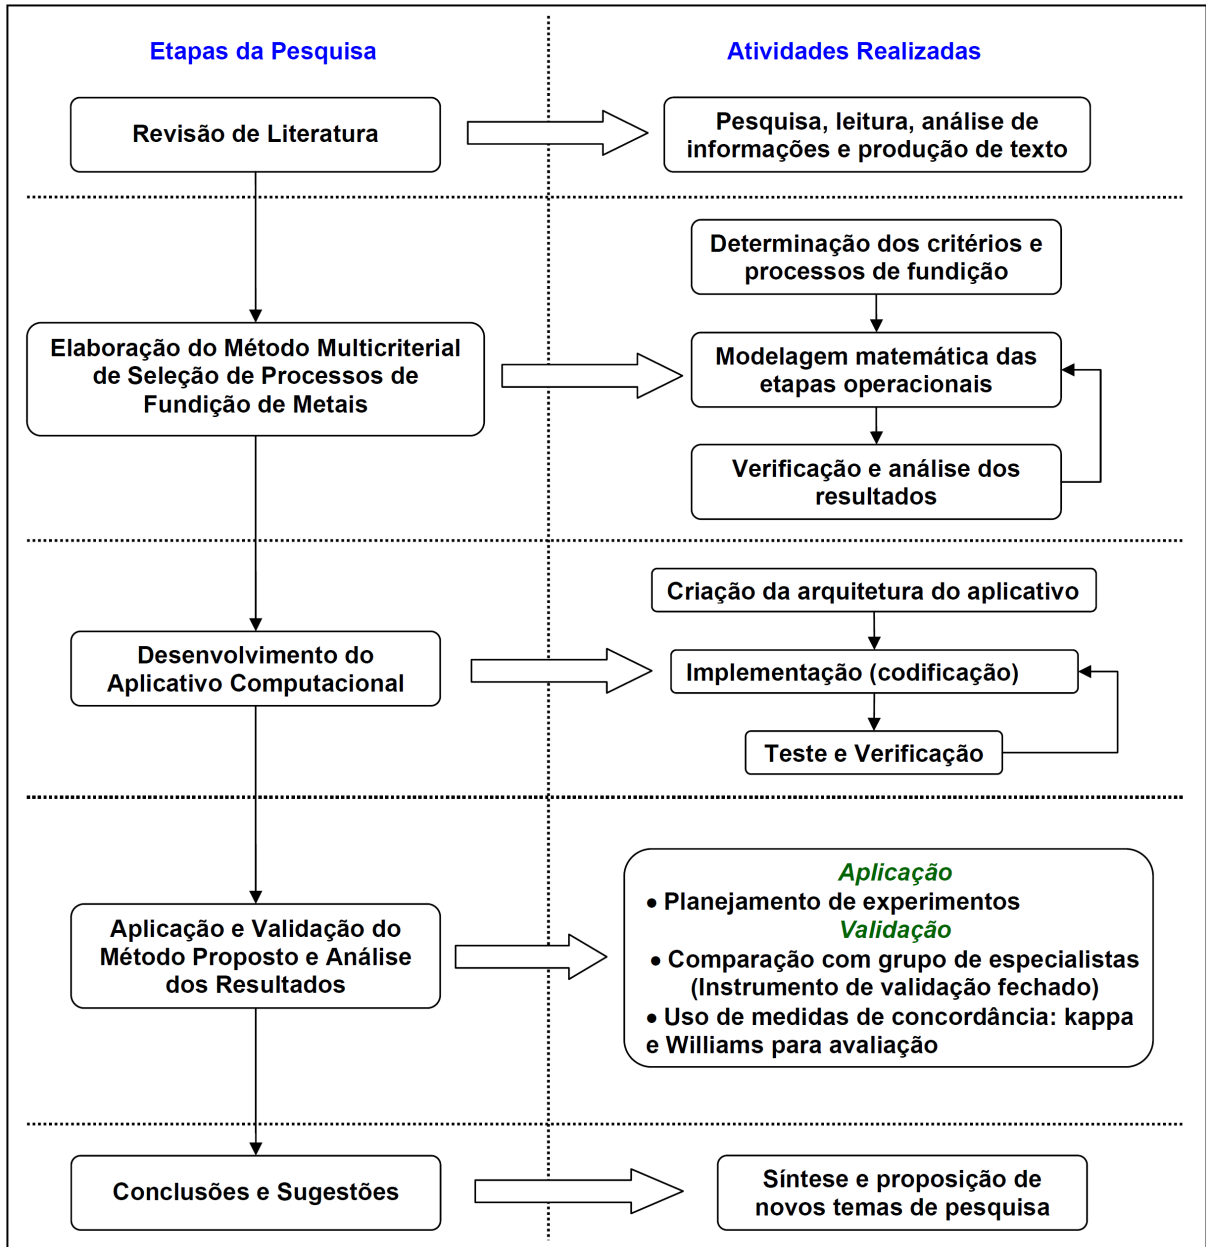 Etapas da Pesquisa
Atividades Realizadas
Revisão de Literatura
Pesquisa, leitura, análise de
informações e produção de texto
Elaboração do Método Multicriterial
de Seleção de Processos de
Fundição de Metais
Determinação dos critérios e
processos de fundição
Modelagem matemática das
etapas operacionais
Verificação e análise dos
resultados
Desenvolvimento do
Aplicativo Computacional
Criação da arquitetura do aplicativo
Implementação (codificação)
Teste e Verificação
Aplicação e Validação do
Método Proposto e Análise
dos Resultados
Aplicação
• Planejamento de experimentos
Validação
• Comparação com grupo de especialistas
(Instrumento de validação fechado)
• Uso de medidas de concordância: kappa
e Williams para avaliação
Conclusões e Sugestões
Síntese e proposição de
novos temas de pesquisa